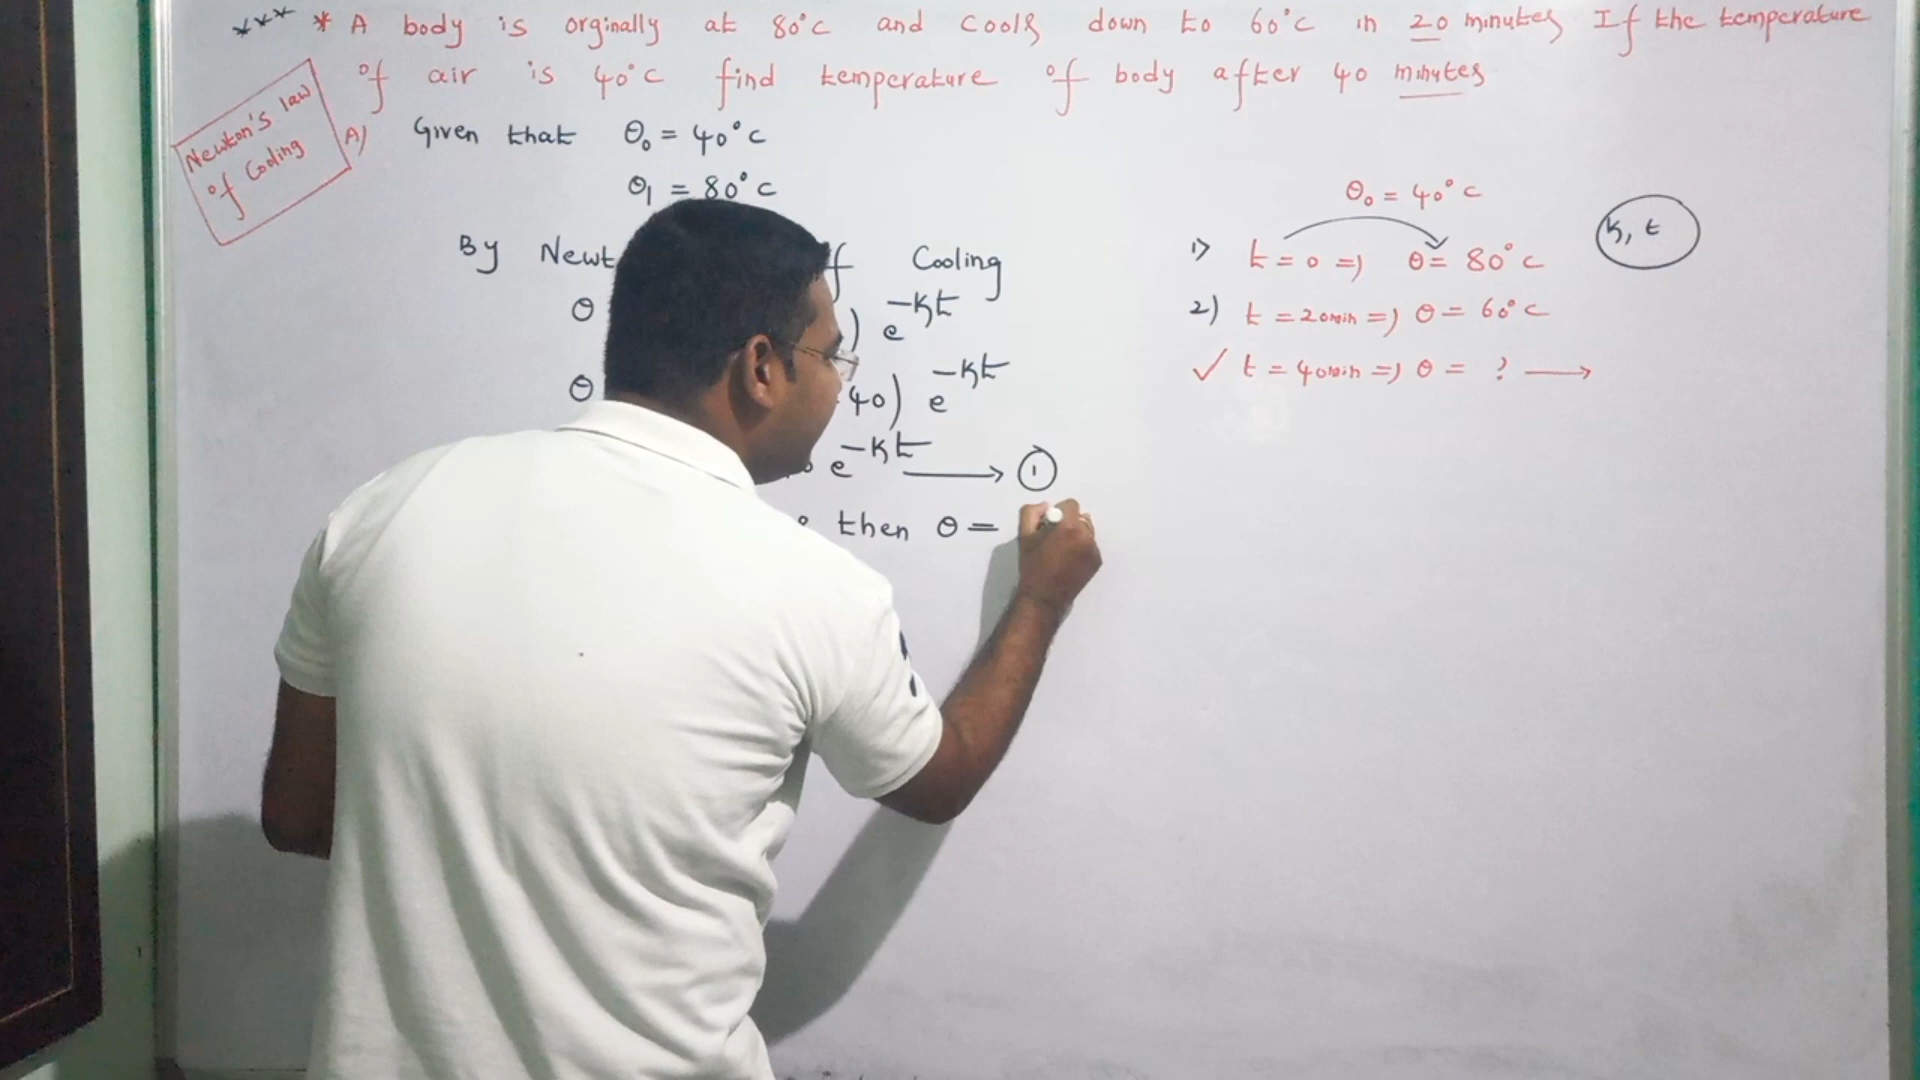 *** * A body is orginally at 80°c and cools down to 60°c in 20 minutes If the temperature
of air is 40°c find temperature of body after 40 minutes
Newton's law
of Cooling
A) Given that θ₀ = 40°c
θ₁ = 80°c
By Newt f Cooling
θ ) e^-kt
θ 40) e^-kt
e^-kt ⟶ ①
then θ =
θ₀ = 40°c
1) t = 0 ⇒ θ = 80°c
2) t = 20min ⇒ θ = 60°c
✓ t = 40min ⇒ θ = ? ⟶
k, t